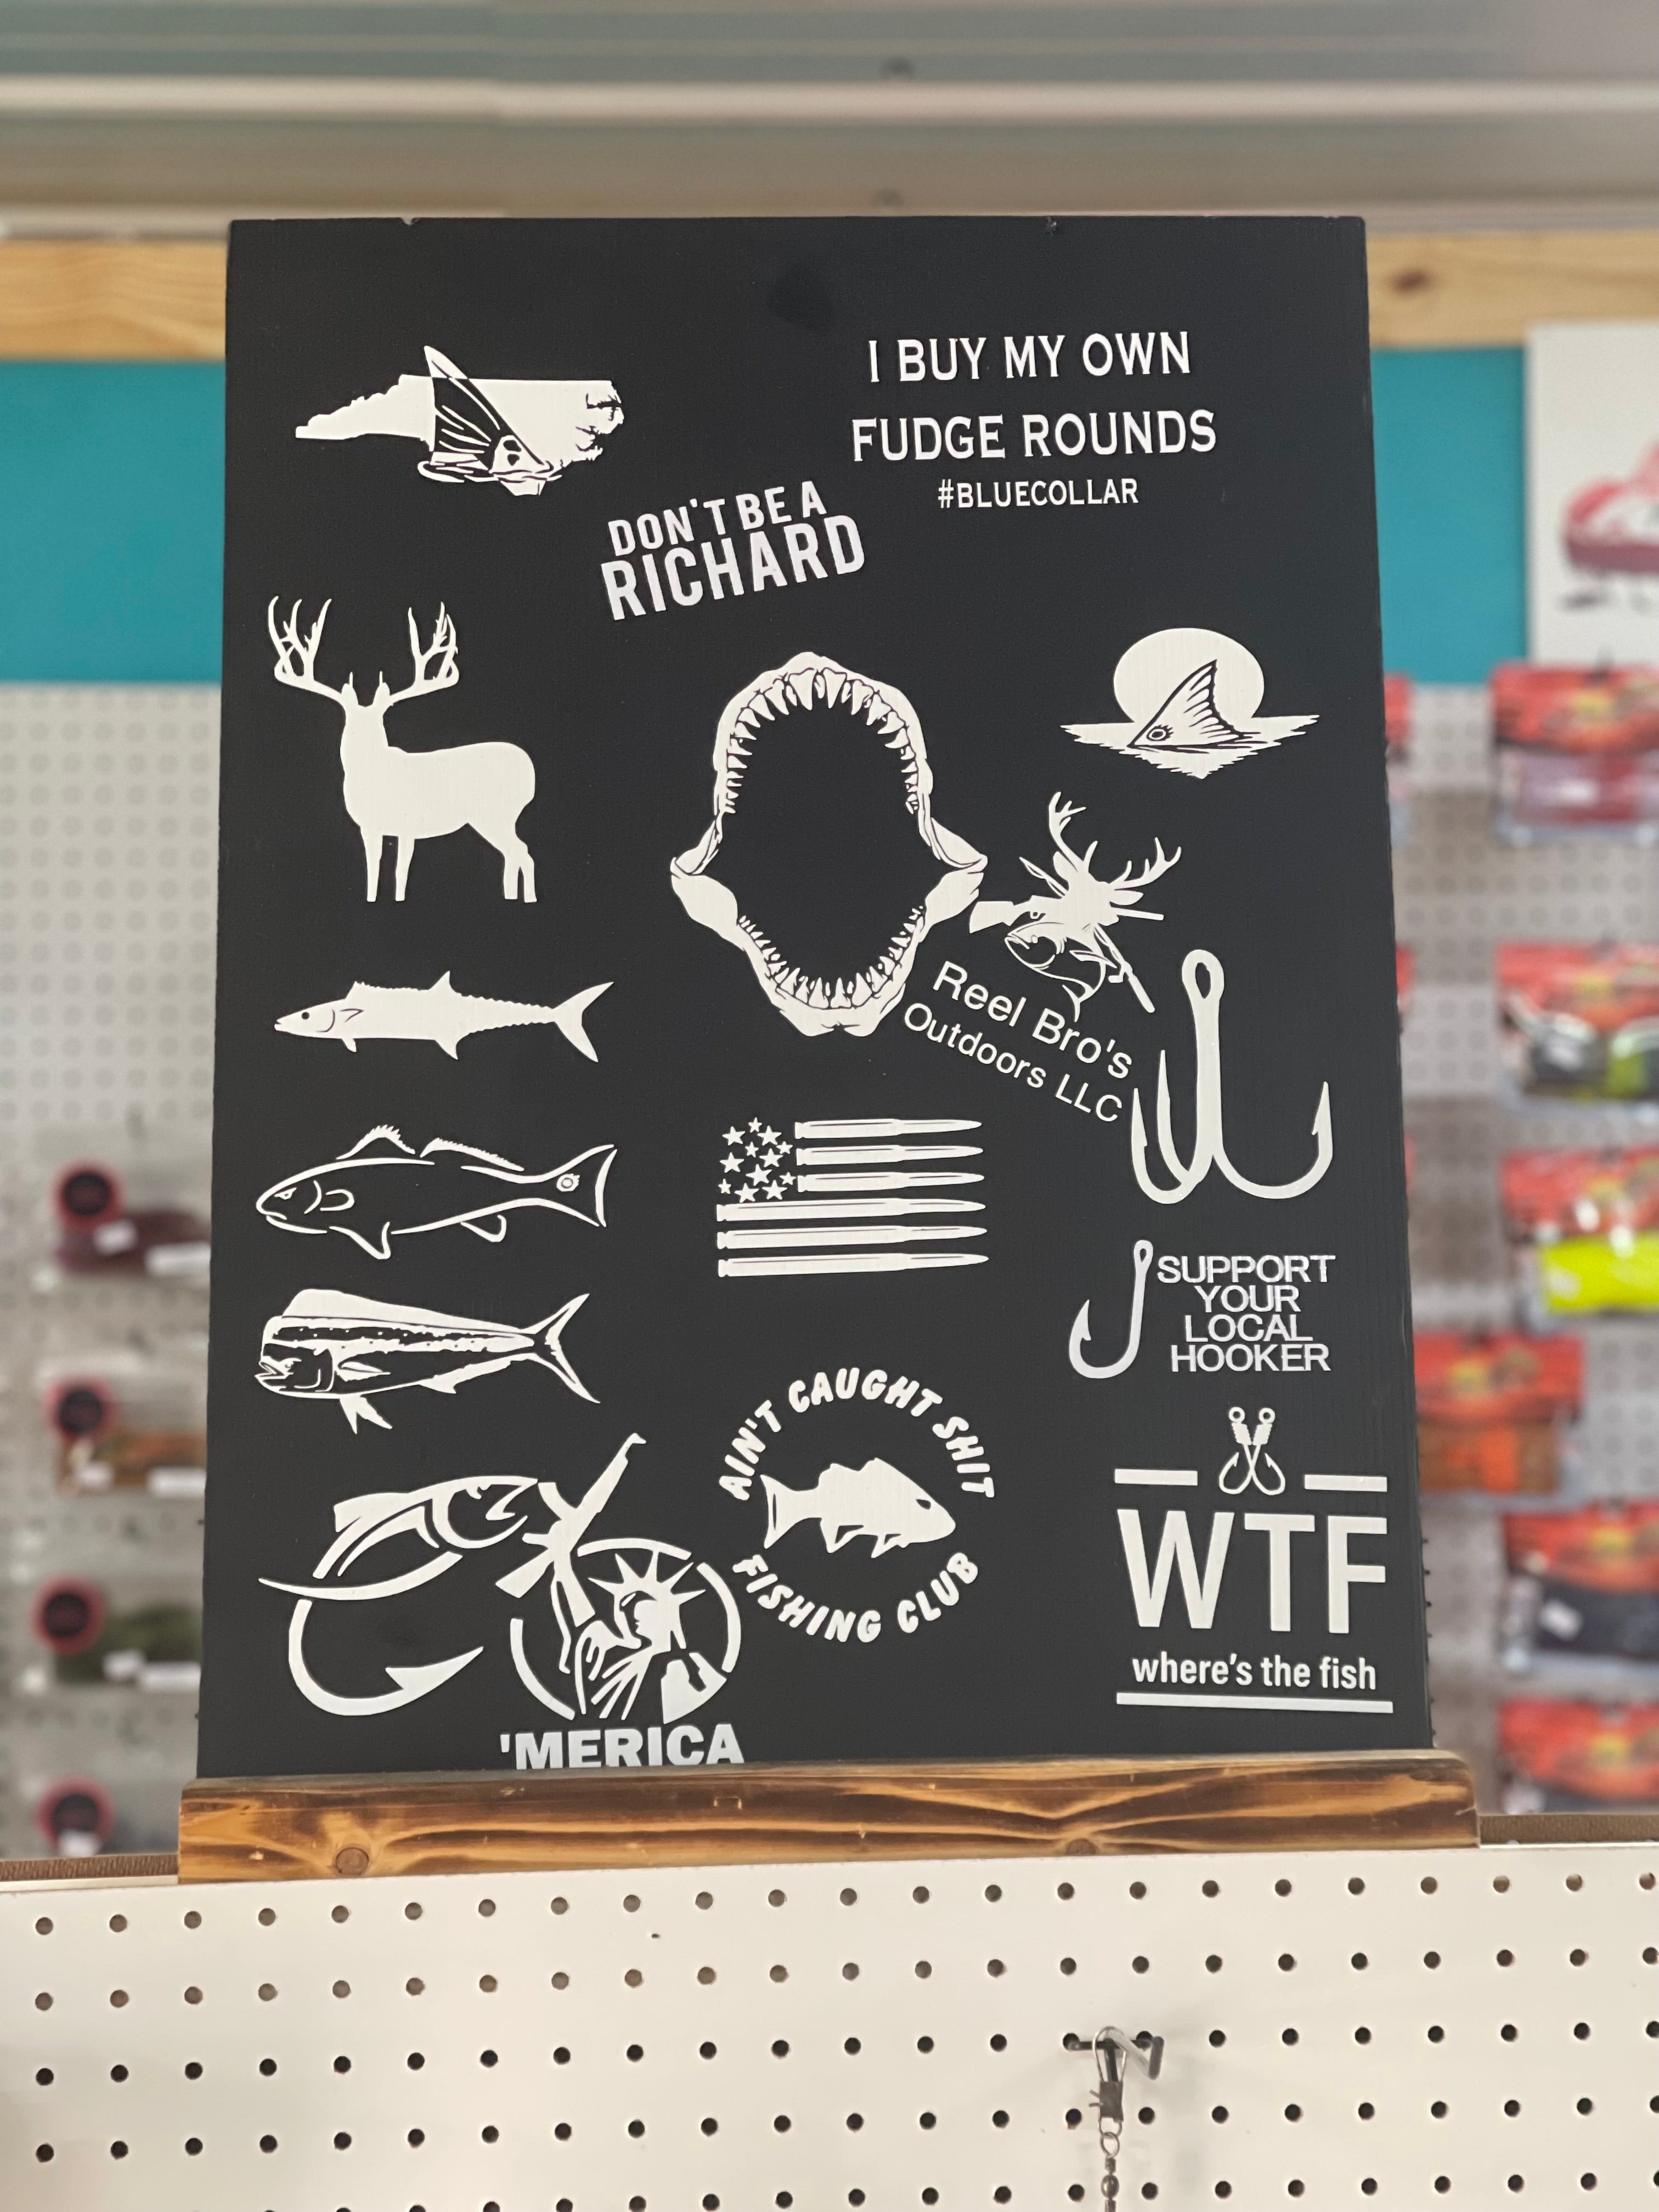 I BUY MY OWN
FUDGE ROUNDS
#BLUECOLLAR
DON'T BE A
RICHARD
Reel Bro's
Outdoors LLC
SUPPORT
YOUR
LOCAL
HOOKER
AIN'T CAUGHT SHIT
FISHING CLUB
WTF
where's the fish
'MERICA